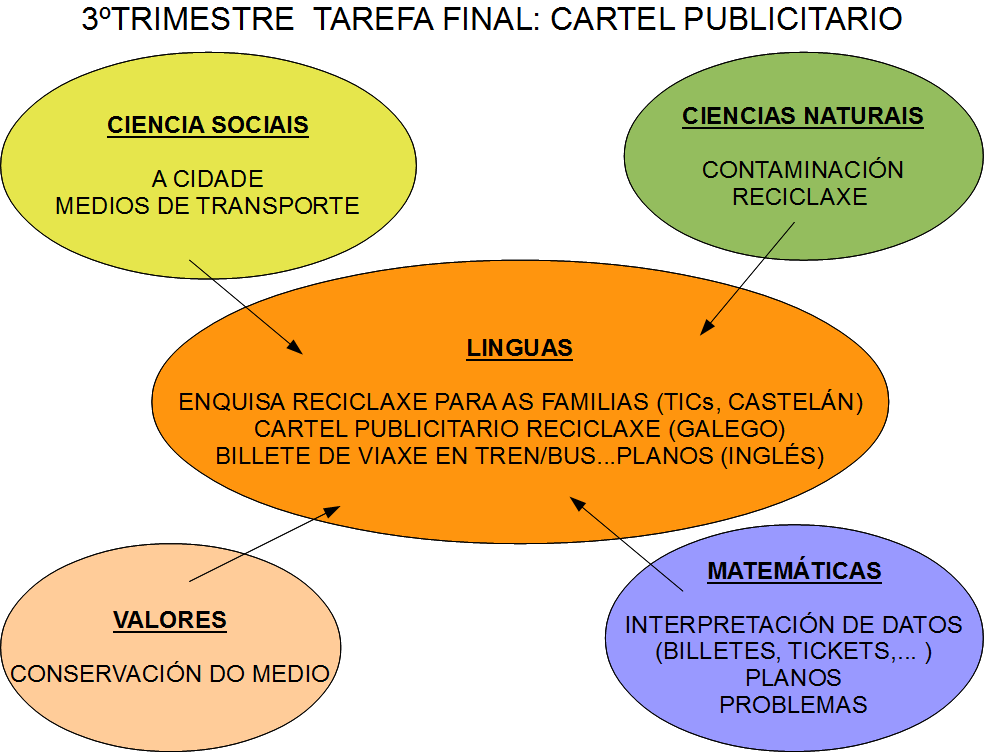 3ºTRIMESTRE  TAREFA FINAL: CARTEL PUBLICITARIO
CIENCIA SOCIAIS
A CIDADE
MEDIOS DE TRANSPORTE
CIENCIAS NATURAIS
CONTAMINACIÓN
RECICLAXE
LINGUAS
ENQUISA RECICLAXE PARA AS FAMILIAS (TICs, CASTELÁN)
CARTEL PUBLICITARIO RECICLAXE (GALEGO)
BILLETE DE VIAXE EN TREN/BUS...PLANOS (INGLÉS)
VALORES
CONSERVACIÓN DO MEDIO
MATEMÁTICAS
INTERPRETACIÓN DE DATOS
(BILLETES, TICKETS,... )
PLANOS
PROBLEMAS